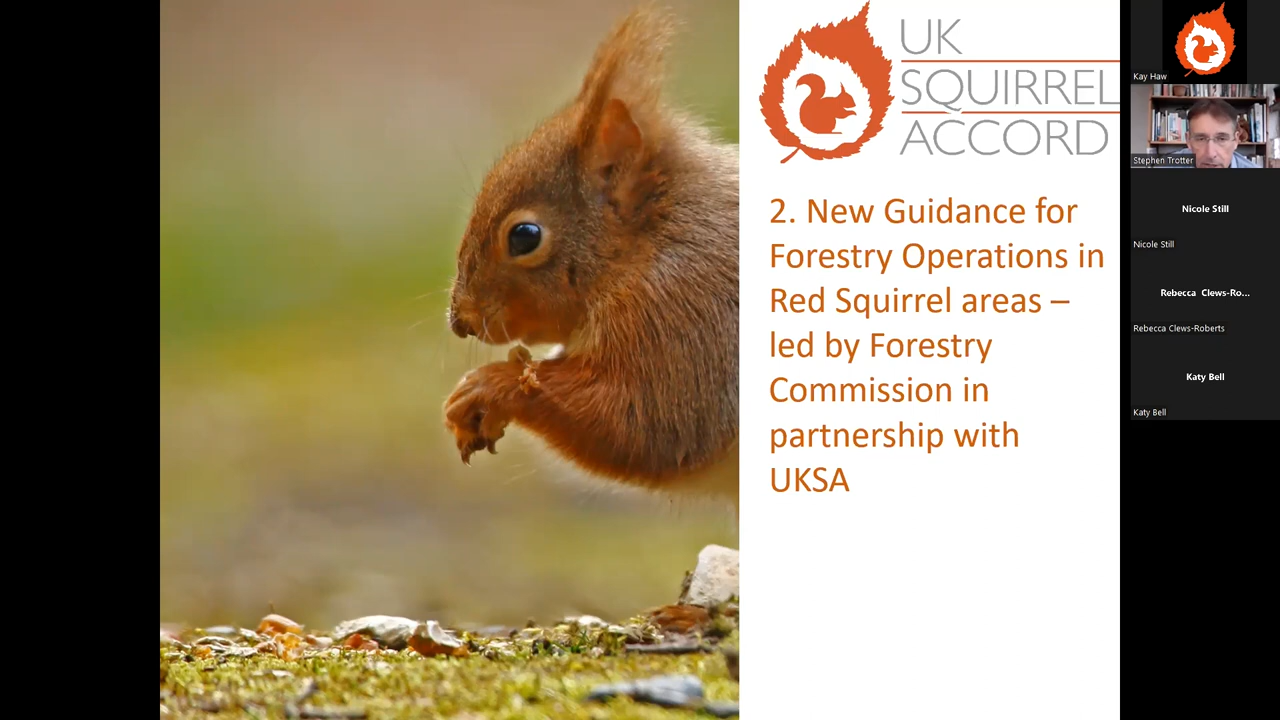 UK
SQUIRREL
ACCORD
2. New Guidance for
Forestry Operations in
Red Squirrel areas –
led by Forestry
Commission in
partnership with
UKSA
Kay Haw
Stephen Trotter
Nicole Still
Nicole Still
Rebecca Clews-Ro...
Rebecca Clews-Roberts
Katy Bell
Katy Bell